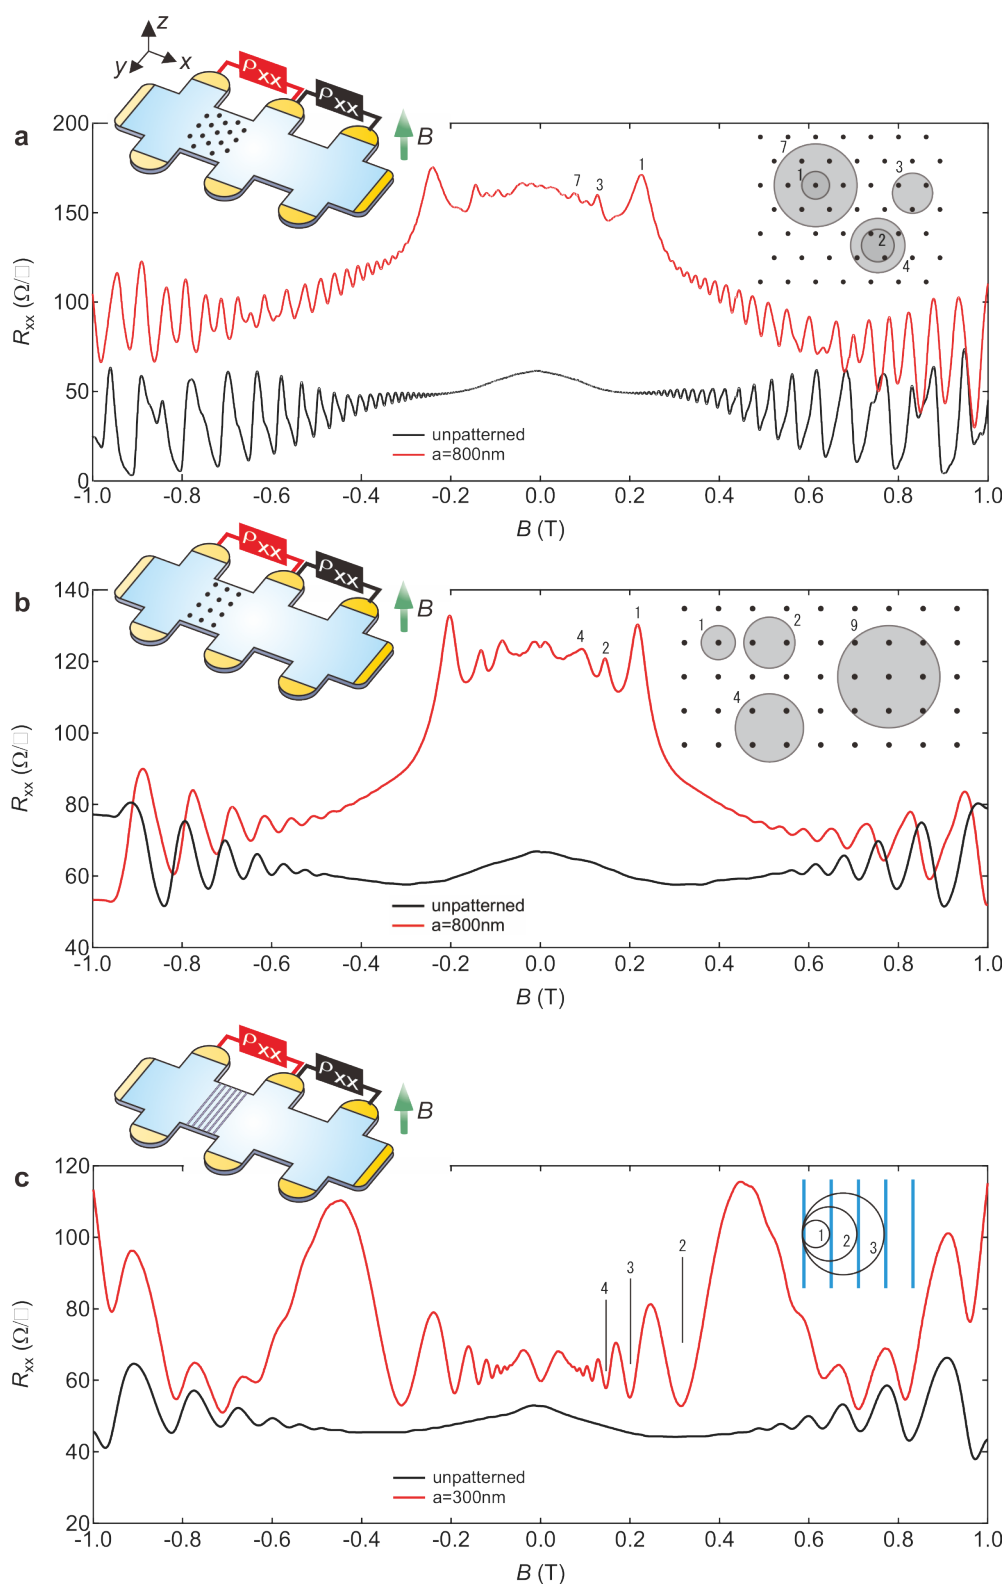 z
y
x
ρxx
ρxx
B
a
200
150
100
50
0
Rxx (Ω/□)
7
3
1
7
1
3
2
4
unpatterned
a=800nm
-1.0 -0.8 -0.6 -0.4 -0.2 0.0 0.2 0.4 0.6 0.8 1.0
B (T)
ρxx
ρxx
B
b
140
120
100
80
60
40
Rxx (Ω/□)
4
2
1
1
2
9
4
unpatterned
a=800nm
-1.0 -0.8 -0.6 -0.4 -0.2 0.0 0.2 0.4 0.6 0.8 1.0
B (T)
ρxx
ρxx
B
c
120
100
80
60
40
20
Rxx (Ω/□)
4
3
2
1
2
3
unpatterned
a=300nm
-1.0 -0.8 -0.6 -0.4 -0.2 0.0 0.2 0.4 0.6 0.8 1.0
B (T)